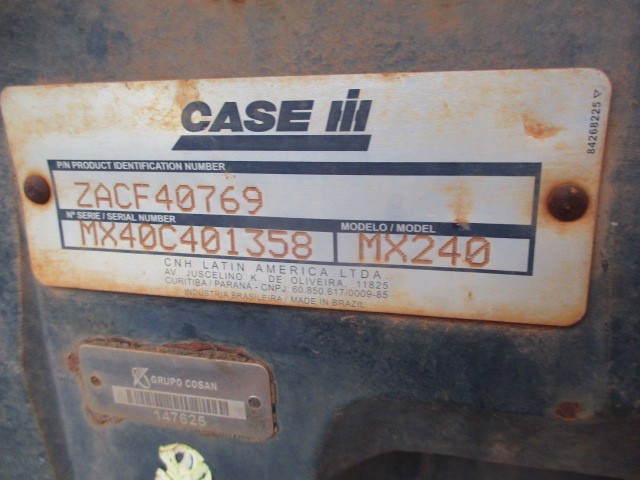 CASE IH
84268225
P/N PRODUCT IDENTIFICATION NUMBER
ZACF40769
Nº SERIE / SERIAL NUMBER
MODELO / MODEL
MX40C401358
MX240
CNH LATIN AMERICA LTDA.
AV. JUSCELINO K. DE OLIVEIRA, 11825
CURITIBA / PARANÁ - CNPJ. 60.850.617/0009-85
INDÚSTRIA BRASILEIRA / MADE IN BRAZIL
GRUPO COSAN
147625